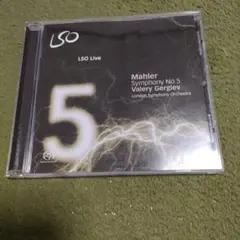 LSO
LSO Live
Mahler
Symphony No 5
Valery Gergiev
London Symphony Orchestra
5